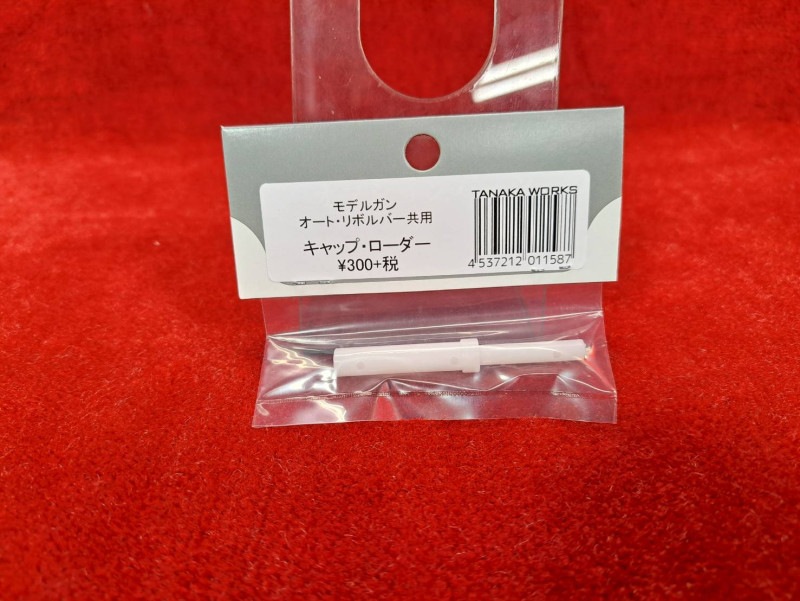 モデルガン
オート・リボルバー共用
キャップ・ローダー
¥300+税
TANAKA WORKS
4 537212 011587